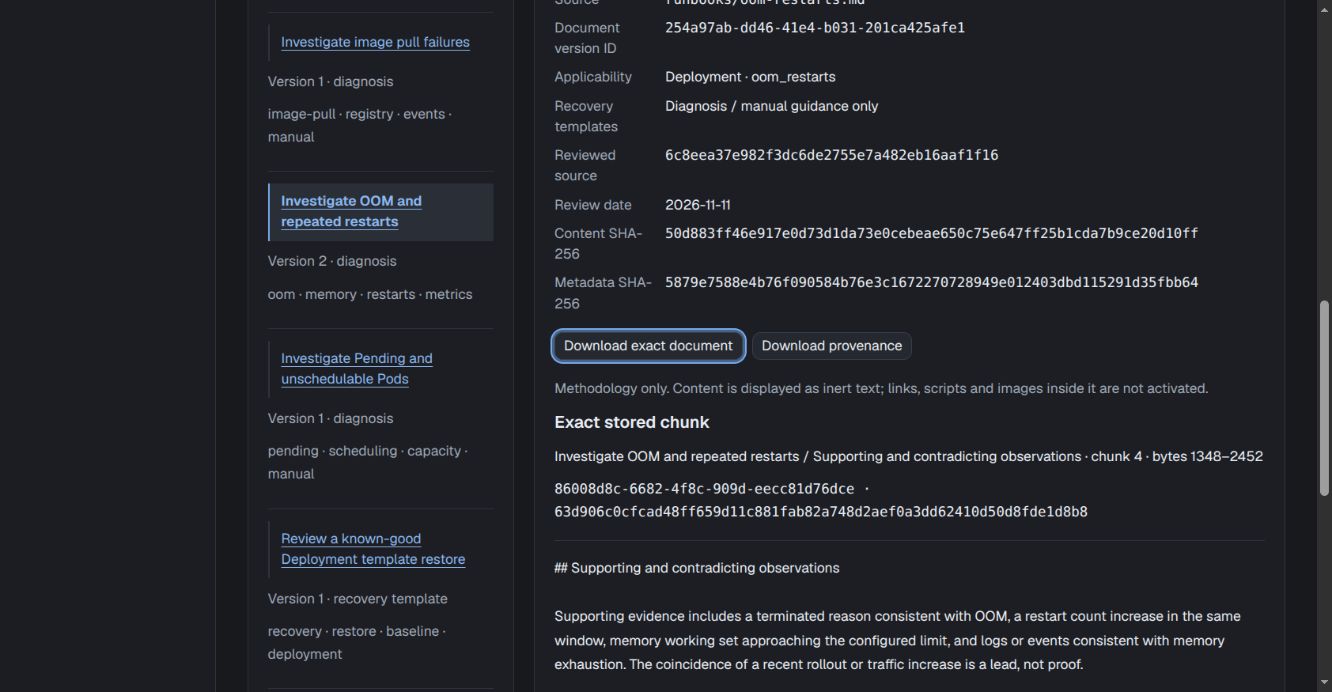 Investigate image pull failures
Version 1 · diagnosis
image-pull · registry · events ·
manual
Investigate OOM and
repeated restarts
Version 2 · diagnosis
oom · memory · restarts · metrics
Investigate Pending and
unschedulable Pods
Version 1 · diagnosis
pending · scheduling · capacity ·
manual
Review a known-good
Deployment template restore
Version 1 · recovery template
recovery · restore · baseline ·
deployment
Source runbooks/oom-restarts.md
Document
version ID
254a97ab-dd46-41e4-b031-201ca425afe1
Applicability Deployment · oom_restarts
Recovery
templates
Diagnosis / manual guidance only
Reviewed
source
6c8eea37e982f3dc6de2755e7a482eb16aaf1f16
Review date 2026-11-11
Content SHA-
256
50d883ff46e917e0d73d1da73e0cebeae650c75e647ff25b1cda7b9ce20d10ff
Metadata SHA-
256
5879e7588e4b76f090584b76e3c1672270728949e012403dbd115291d35fbb64
Download exact document Download provenance
Methodology only. Content is displayed as inert text; links, scripts and images inside it are not activated.
Exact stored chunk
Investigate OOM and repeated restarts / Supporting and contradicting observations · chunk 4 · bytes 1348–2452
86008d8c-6682-4f8c-909d-eecc81d76dce ·
63d906c0cfcad48ff659d11c881fab82a748d2aef0a3dd62410d50d8fde1d8b8
## Supporting and contradicting observations
Supporting evidence includes a terminated reason consistent with OOM, a restart count increase in the same
window, memory working set approaching the configured limit, and logs or events consistent with memory
exhaustion. The coincidence of a recent rollout or traffic increase is a lead, not proof.